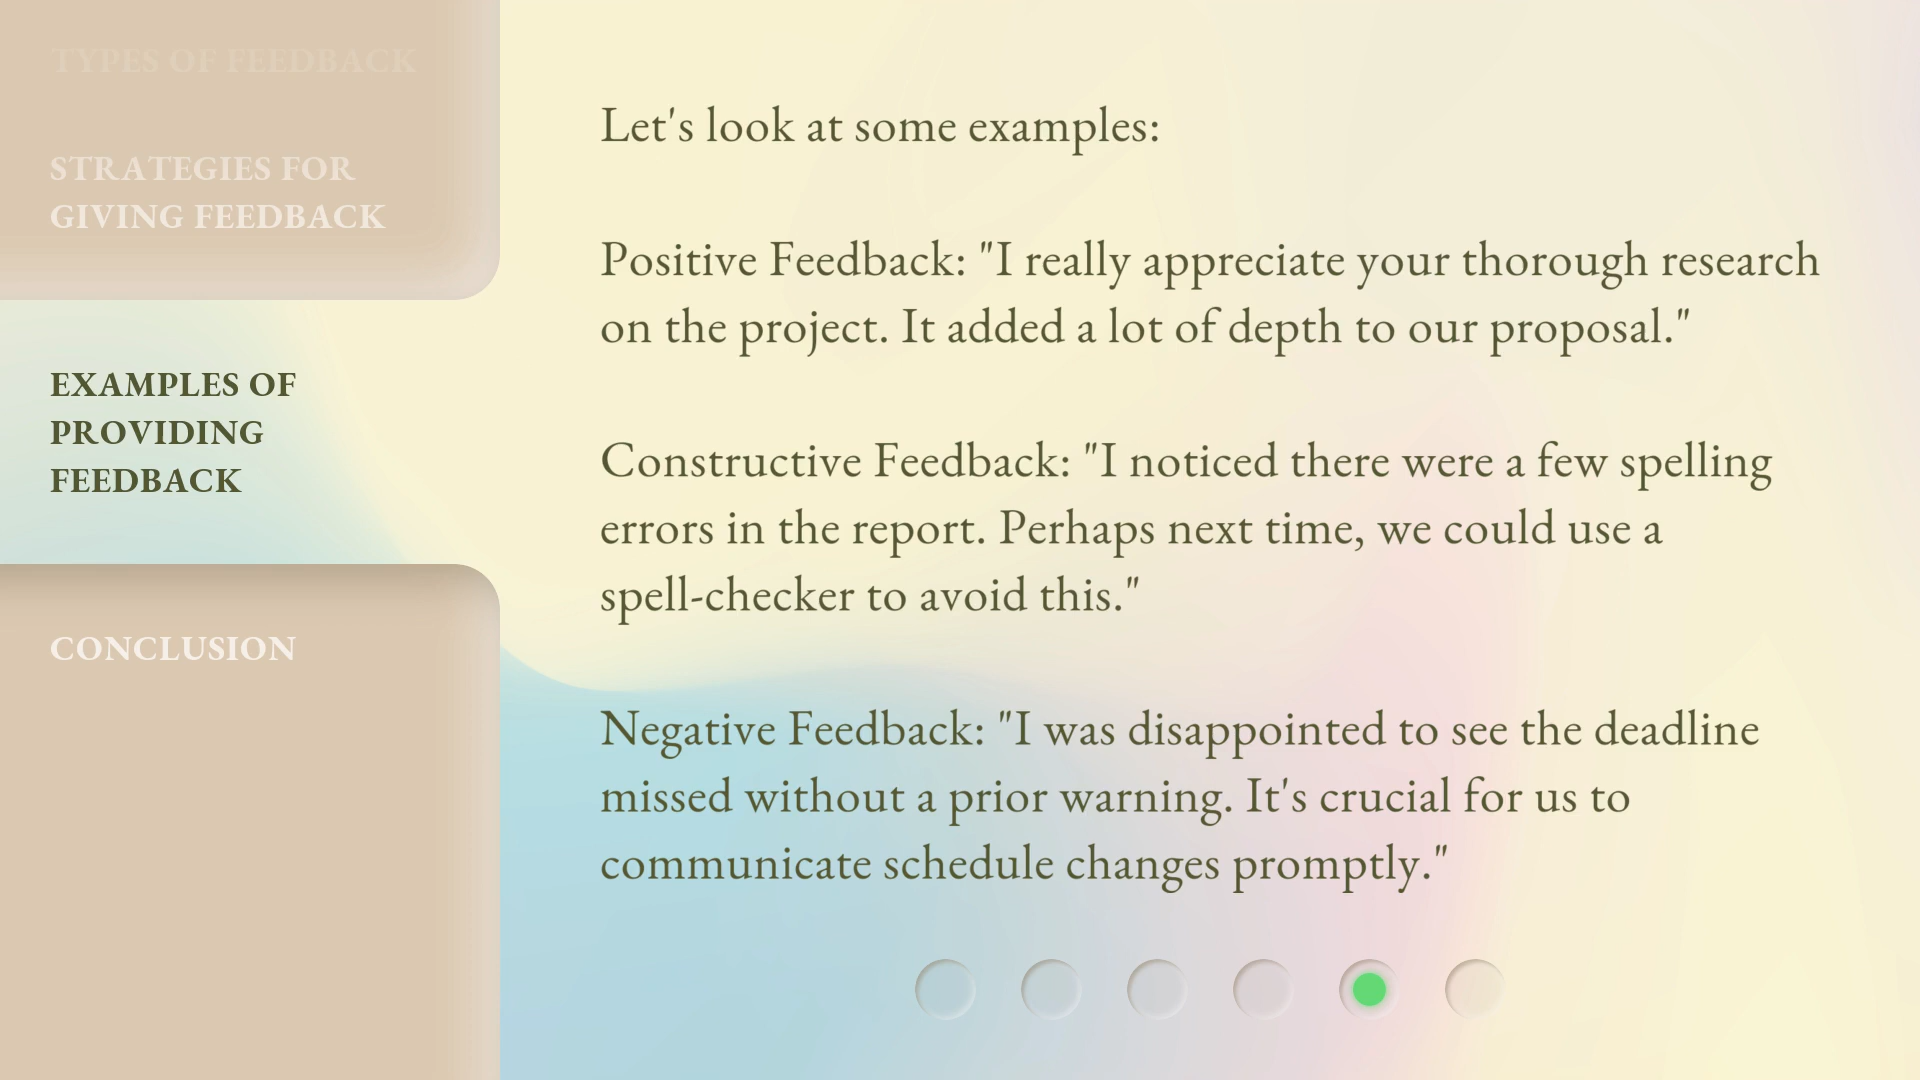 TYPES OF FEEDBACK
STRATEGIES FOR
GIVING FEEDBACK
EXAMPLES OF
PROVIDING
FEEDBACK
CONCLUSION
Let's look at some examples:
Positive Feedback: "I really appreciate your thorough research
on the project. It added a lot of depth to our proposal."
Constructive Feedback: "I noticed there were a few spelling
errors in the report. Perhaps next time, we could use a
spell-checker to avoid this."
Negative Feedback: "I was disappointed to see the deadline
missed without a prior warning. It's crucial for us to
communicate schedule changes promptly."